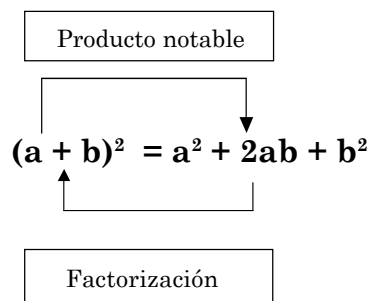 Producto notable
(a + b)² = a² + 2ab + b²
Factorización